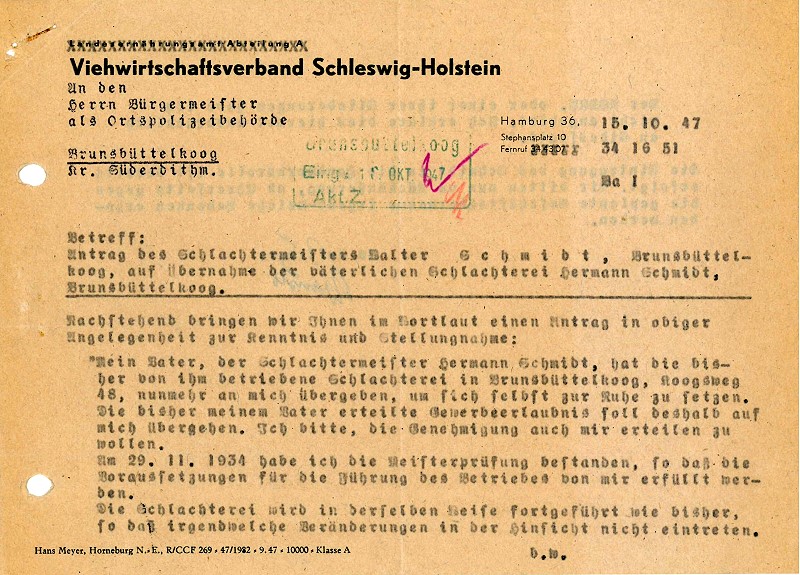 Landesernährungsamt Abteilung A
Viehwirtschaftsverband Schleswig-Holstein
An den
Herrn Bürgermeister
als Ortspolizeibehörde
Brunsbüttelkoog
Kr. Süderdithm.
Hamburg 36, 15. 10. 47
Stephansplatz 10
Fernruf 34 16 51
Ma I
Brunsbüttelkoog
Eing. OKT. 1947
Akt.Z.
Betreff:
Antrag des Schlachtermeisters Walter S c h m i d t , Brunsbüttel-
koog, auf Übernahme der väterlichen Schlachterei Hermann Schmidt,
Brunsbüttelkoog.
Nachstehend bringen wir Ihnen im Wortlaut einen Antrag in obiger
Angelegenheit zur Kenntnis und Stellungnahme:
"Mein Vater, der Schlachtermeister Hermann Schmidt, hat die bis-
her von ihm betriebene Schlachterei in Brunsbüttelkoog, Koogsweg
48, nunmehr an mich übergeben, um sich selbst zur Ruhe zu setzen.
Die bisher meinem Vater erteilte Gewerbeerlaubnis soll deshalb auf
mich übergehen. Ich bitte, die Genehmigung auch mir erteilen zu
wollen.
Am 29. 11. 1934 habe ich die Meisterprüfung bestanden, so daß die
Voraussetzungen für die Führung des Betriebes von mir erfüllt wer-
den.
Die Schlachterei wird in derselben Weise fortgeführt wie bisher,
so daß irgendwelche Veränderungen in der Hinsicht nicht eintreten.
b.w.
Hans Meyer, Horneburg N.-E., R/CCF 269 • 47/1982 • 9. 47 • 10000 • Klasse A